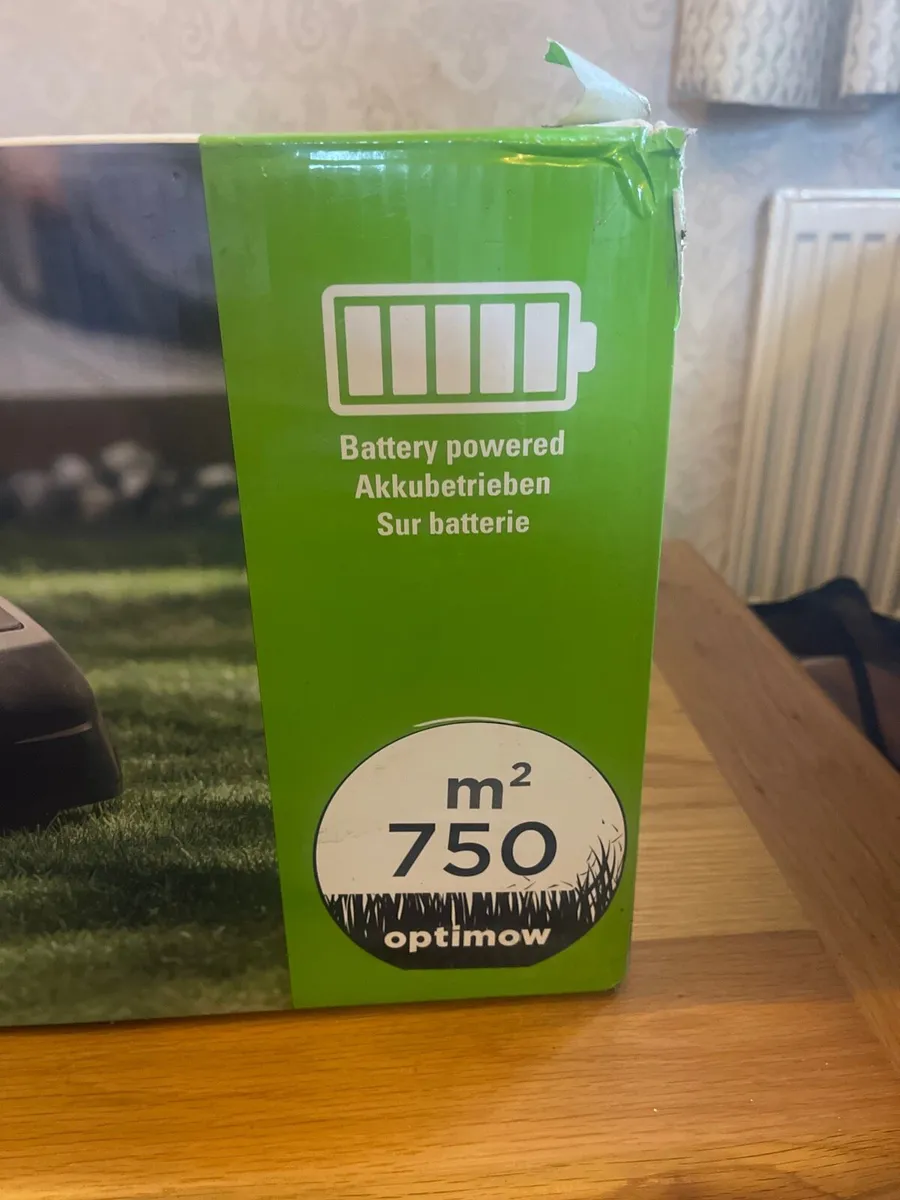 Battery powered
Akkubetrieben
Sur batterie
m²
750
optimow